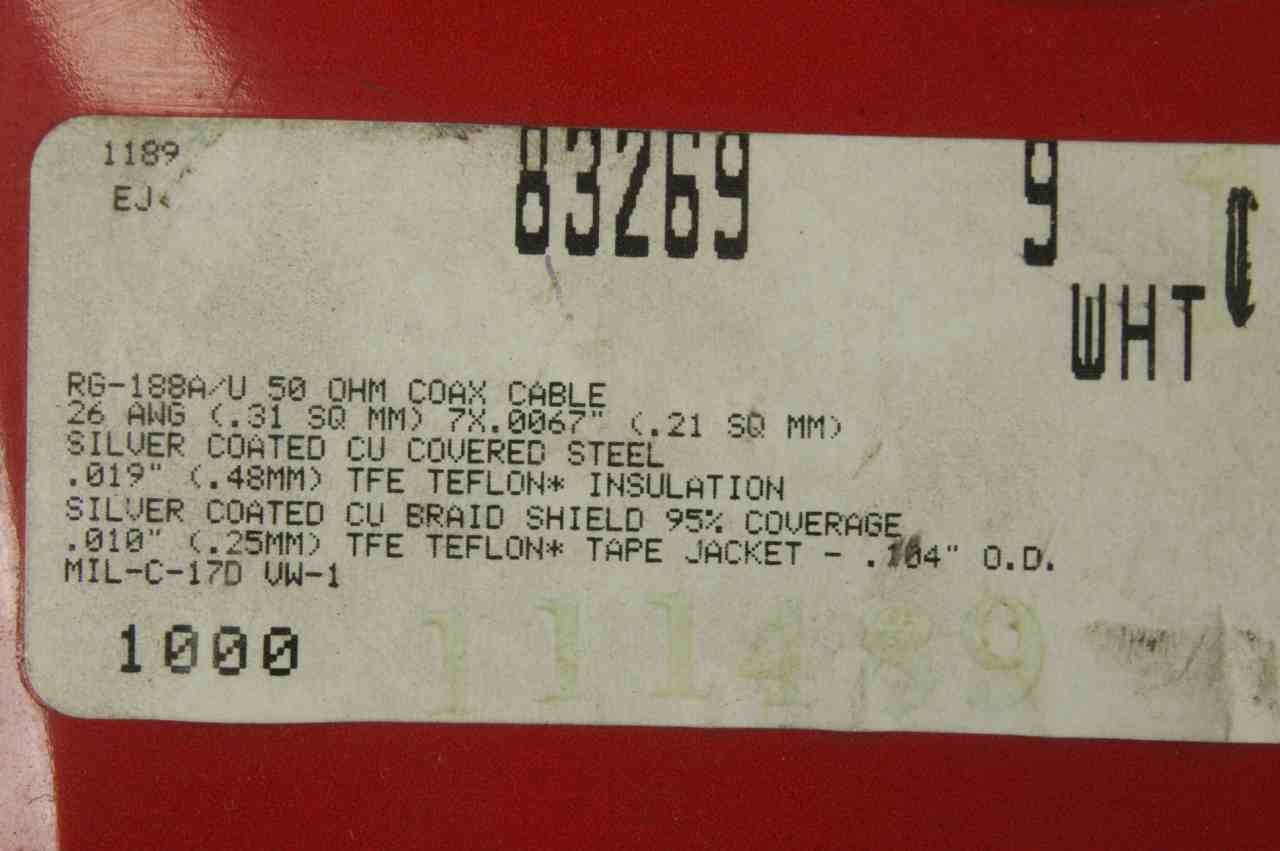 1189
EJ
83269 9
WHT
RG-188A/U 50 OHM COAX CABLE
26 AWG (.31 SQ MM) 7X.0067" (.21 SQ MM)
SILVER COATED CU COVERED STEEL
.019" (.48MM) TFE TEFLON* INSULATION
SILVER COATED CU BRAID SHIELD 95% COVERAGE
.010" (.25MM) TFE TEFLON* TAPE JACKET - .104" O.D.
MIL-C-17D VW-1
1000
111489